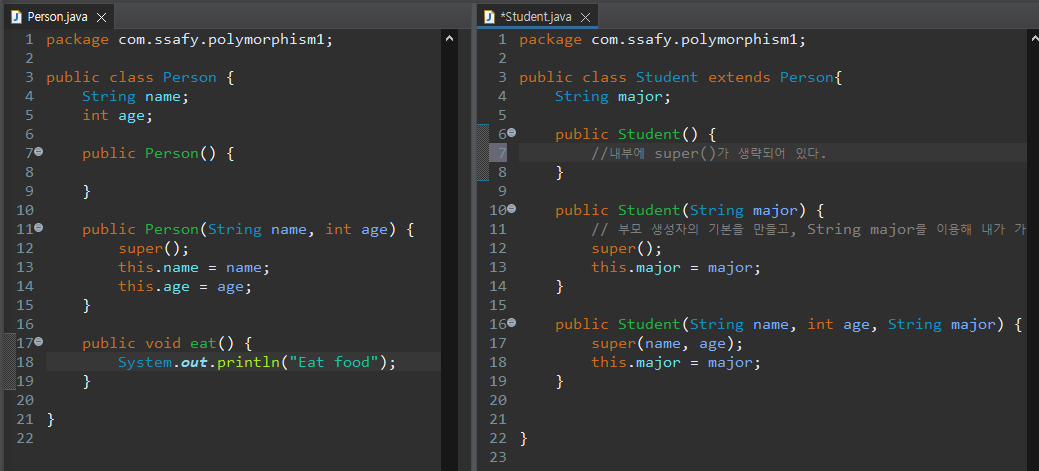 Person.java
1 package com.ssafy.polymorphism1;
2
3 public class Person {
4     String name;
5     int age;
6
7     public Person() {
8
9     }
10
11     public Person(String name, int age) {
12         super();
13         this.name = name;
14         this.age = age;
15     }
16
17     public void eat() {
18         System.out.println("Eat food");
19     }
20
21 }
22
*Student.java
1 package com.ssafy.polymorphism1;
2
3 public class Student extends Person{
4     String major;
5
6     public Student() {
7         //내부에 super()가 생략되어 있다.
8     }
9
10     public Student(String major) {
11         // 부모 생성자의 기본을 만들고, String major를 이용해 내가 가
12         super();
13         this.major = major;
14     }
15
16     public Student(String name, int age, String major) {
17         super(name, age);
18         this.major = major;
19     }
20
21
22 }
23